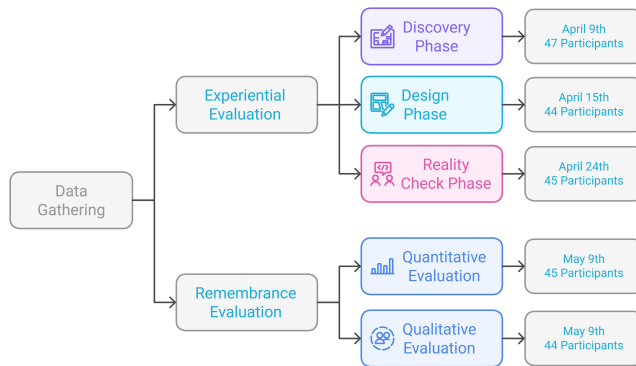 Data
Gathering
Experiential
Evaluation
Discovery
Phase
April 9th
47 Participants
Design
Phase
April 15th
44 Participants
Reality
Check Phase
April 24th
45 Participants
Remembrance
Evaluation
Quantitative
Evaluation
May 9th
45 Participants
Qualitative
Evaluation
May 9th
44 Participants